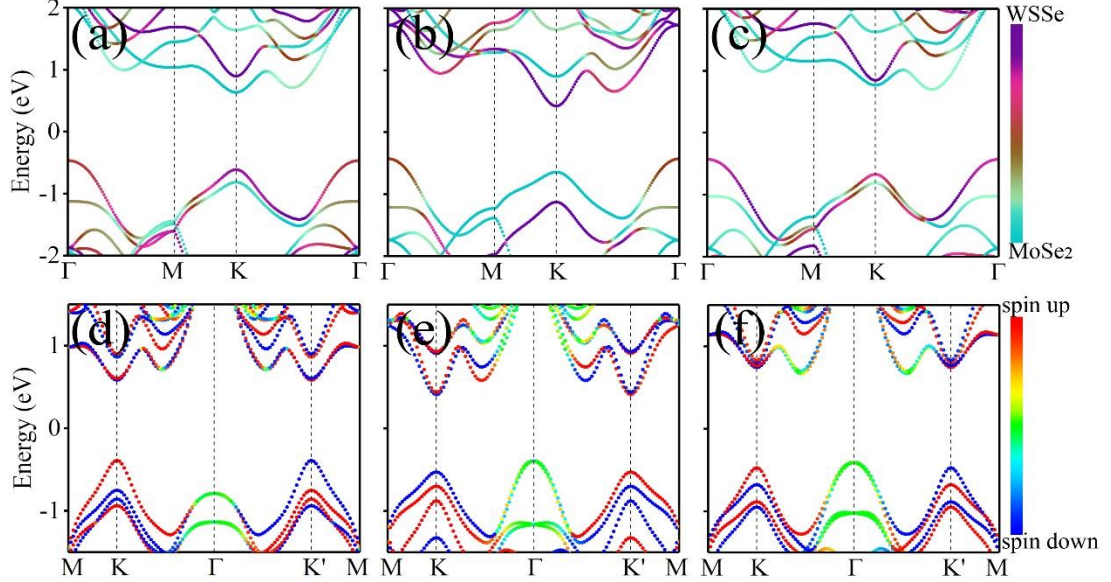 (a)
(b)
(c)
2
1
0
-1
-2
Energy (eV)
Γ M K Γ
Γ M K Γ
Γ M K Γ
WSSe
MoSe2
(d)
(e)
(f)
1
0
-1
Energy (eV)
M K Γ K' M
M K Γ K' M
M K Γ K' M
spin up
spin down